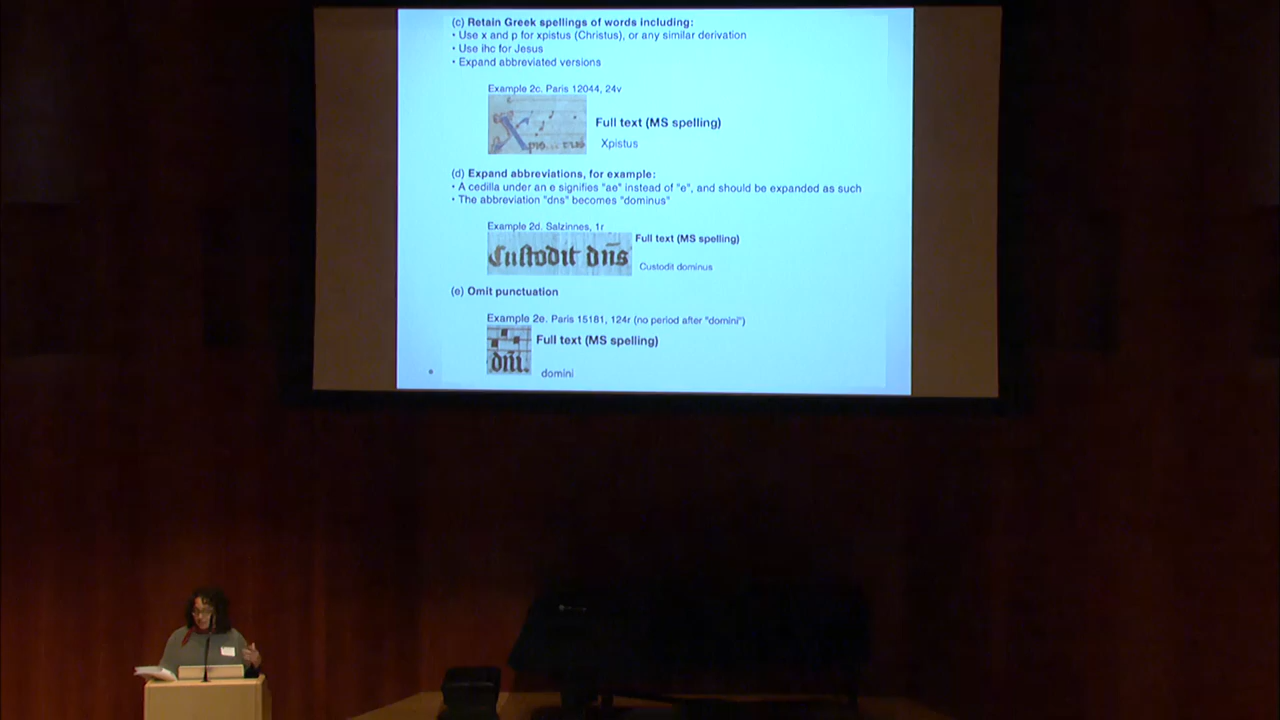 (c) Retain Greek spellings of words including:
• Use x and p for xpistus (Christus), or any similar derivation
• Use ihc for Jesus
• Expand abbreviated versions
Example 2c. Paris 12044, 24v
Full text (MS spelling)
Xpistus
(d) Expand abbreviations, for example:
• A cedilla under an e signifies "ae" instead of "e", and should be expanded as such
• The abbreviation "dns" becomes "dominus"
Example 2d. Salzinnes, 1r
Full text (MS spelling)
Custodit dn̄s
Custodit dominus
(e) Omit punctuation
Example 2e. Paris 15181, 124r (no period after "domini")
Full text (MS spelling)
dn̄i.
domini